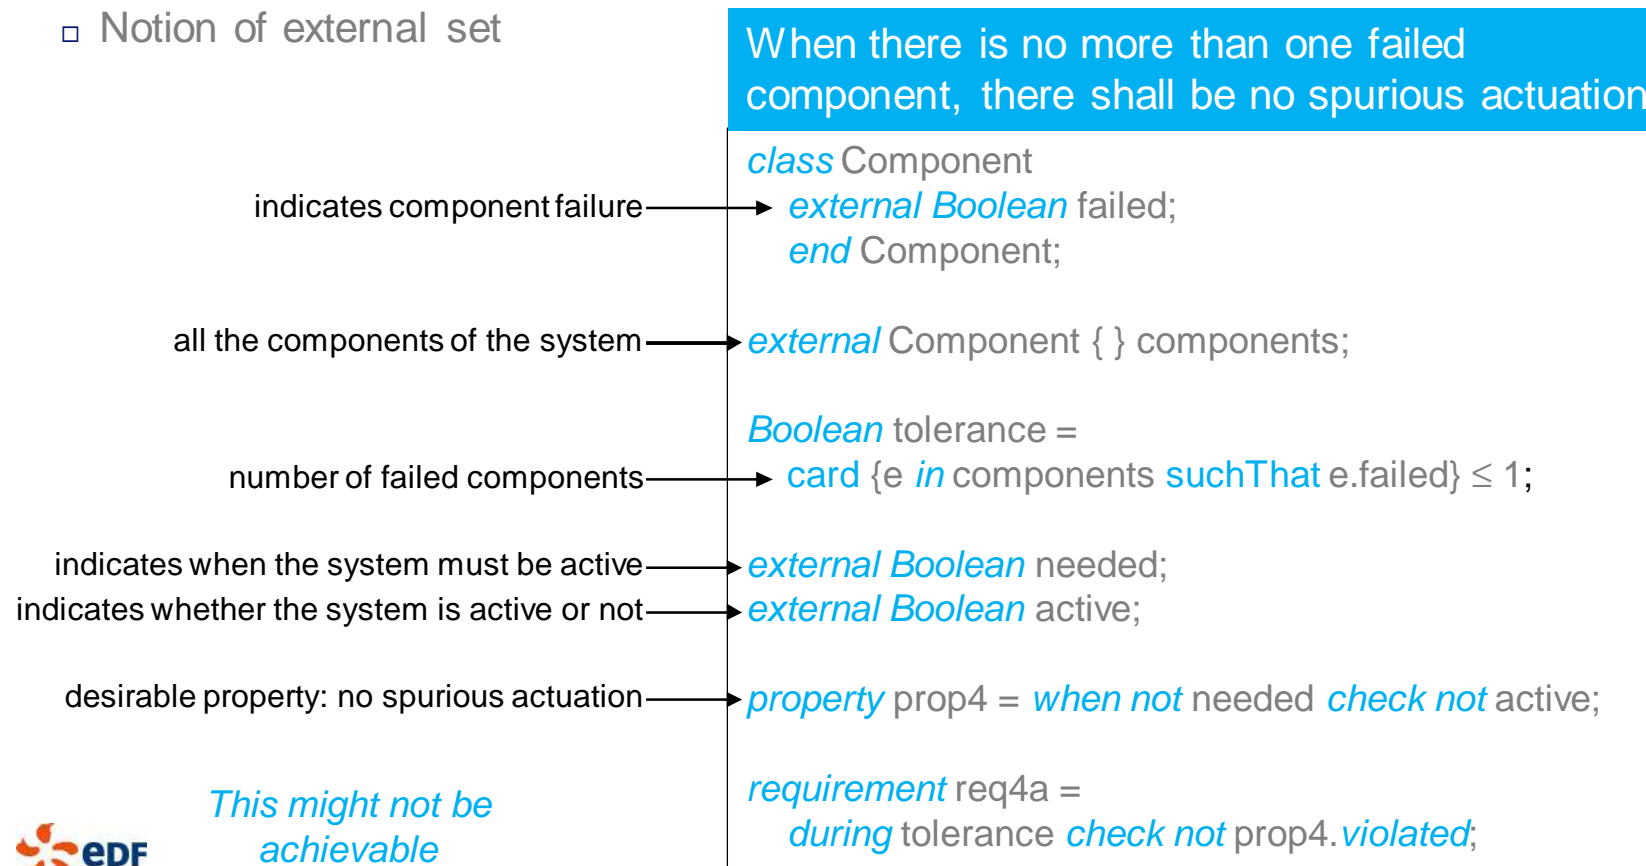 Notion of external set
When there is no more than one failed
component, there shall be no spurious actuation
class Component
indicates component failure
external Boolean failed;
end Component;
all the components of the system
external Component { } components;
Boolean tolerance =
number of failed components
card {e in components suchThat e.failed} ≤ 1;
indicates when the system must be active
external Boolean needed;
indicates whether the system is active or not
external Boolean active;
desirable property: no spurious actuation
property prop4 = when not needed check not active;
This might not be
achievable
requirement req4a =
during tolerance check not prop4.violated;
eDF